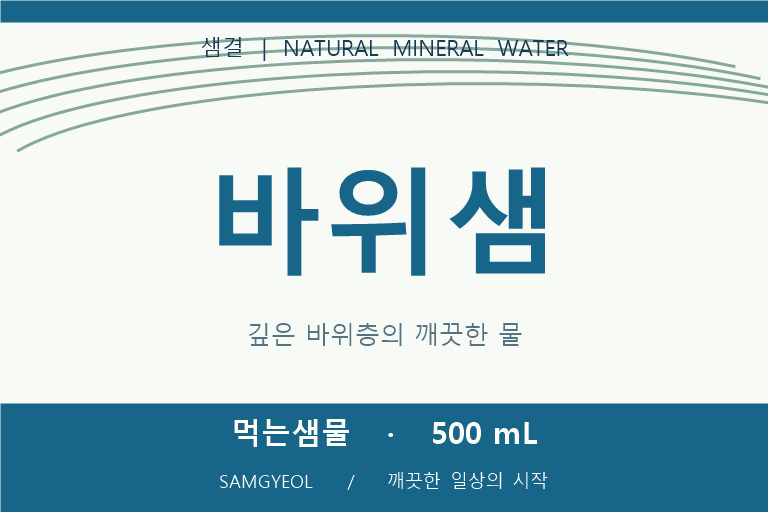 샘결 | NATURAL MINERAL WATER
바위샘
깊은 바위층의 깨끗한 물
먹는샘물 · 500 mL
SAMGYEOL / 깨끗한 일상의 시작